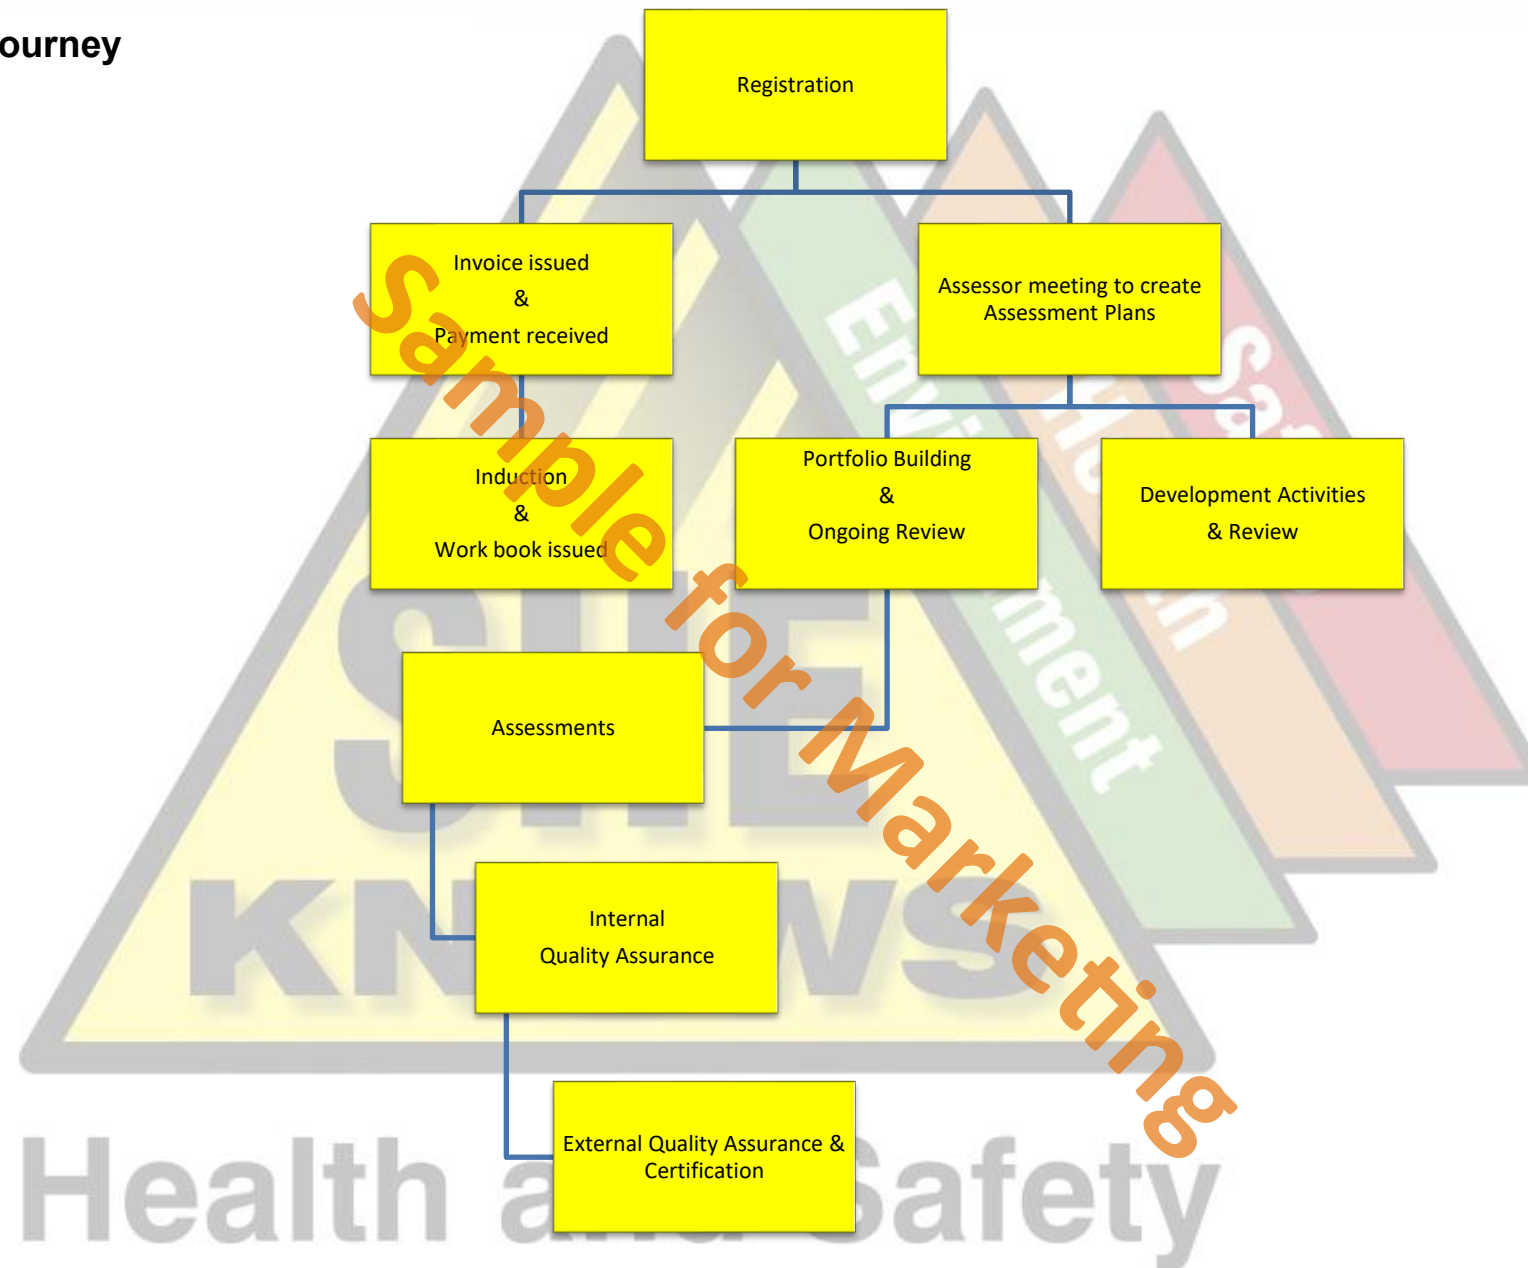 ourney
Registration
Invoice issued
&
Payment received
Assessor meeting to create
Assessment Plans
Induction
&
Work book issued
Portfolio Building
&
Ongoing Review
Development Activities
& Review
Assessments
Internal
Quality Assurance
External Quality Assurance &
Certification
Sample for Marketing
SHE
KNOWS
Health and Safety
Environment
Health
Safety